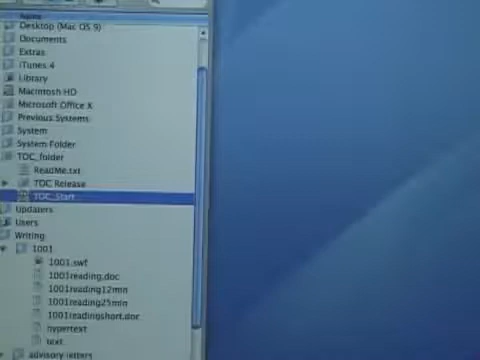 Name
Desktop (Mac OS 9)
Documents
Extras
iTunes 4
Library
Macintosh HD
Microsoft Office X
Previous Systems
System
System Folder
TOC_folder
ReadMe.txt
TOC Release
TOC_Start
Updaters
Users
Writing
1001
1001.swf
1001reading.doc
1001reading12min
1001reading25min
1001readingshort.doc
hypertext
text
advisory letters